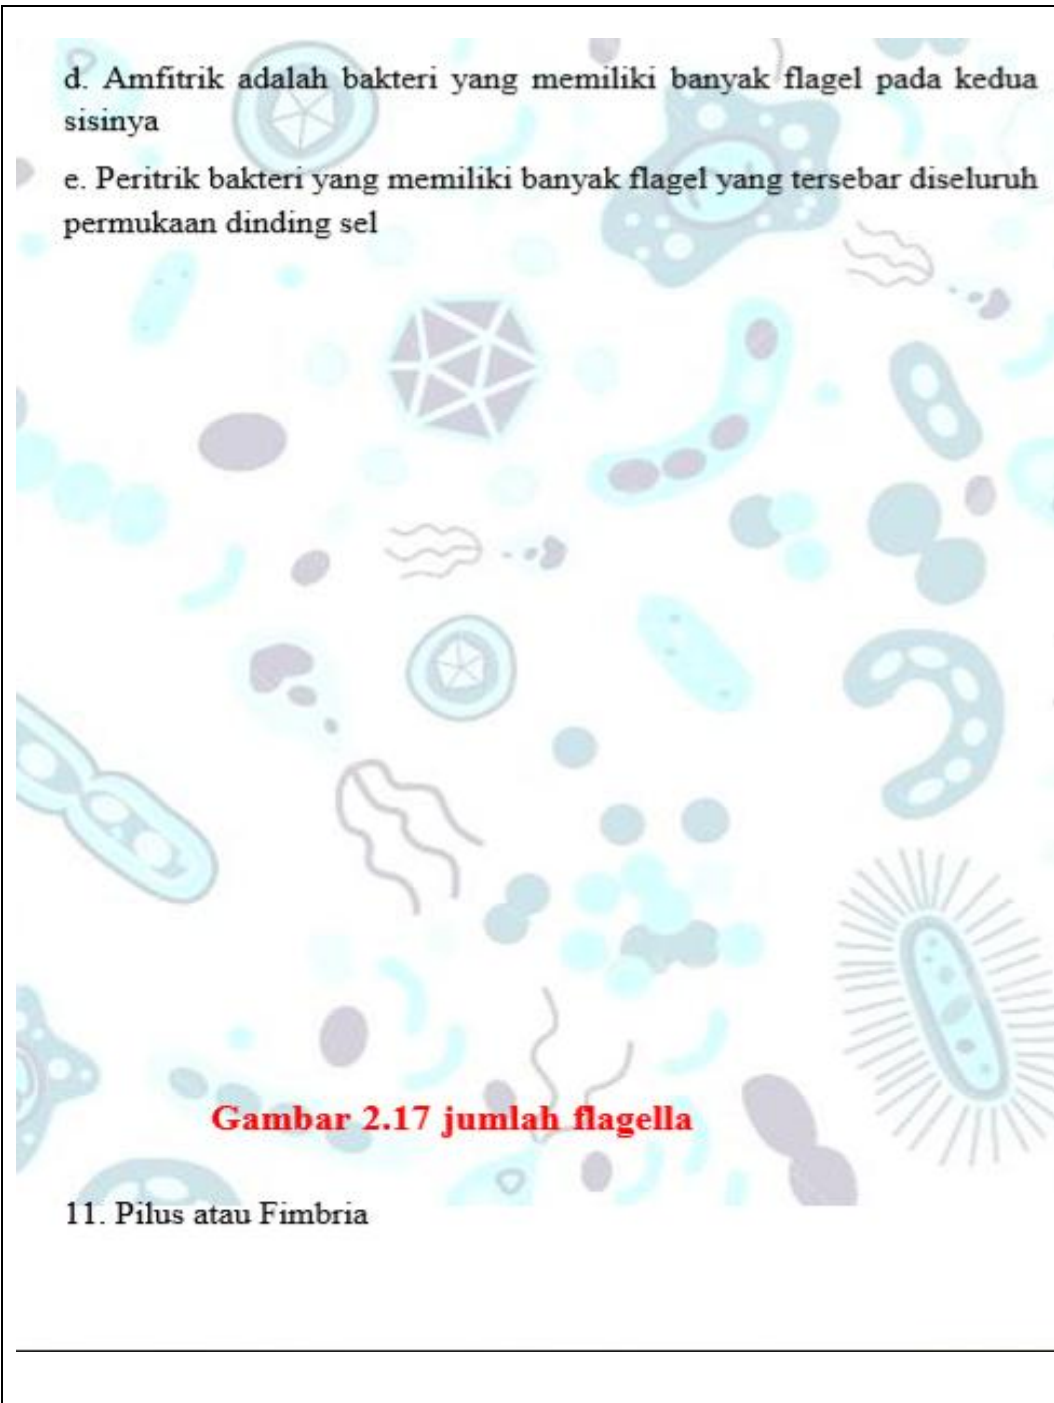 d. Amfitrik adalah bakteri yang memiliki banyak flagel pada kedua
sisinya
e. Peritrik bakteri yang memiliki banyak flagel yang tersebar diseluruh
permukaan dinding sel
Gambar 2.17 jumlah flagella
11. Pilus atau Fimbria